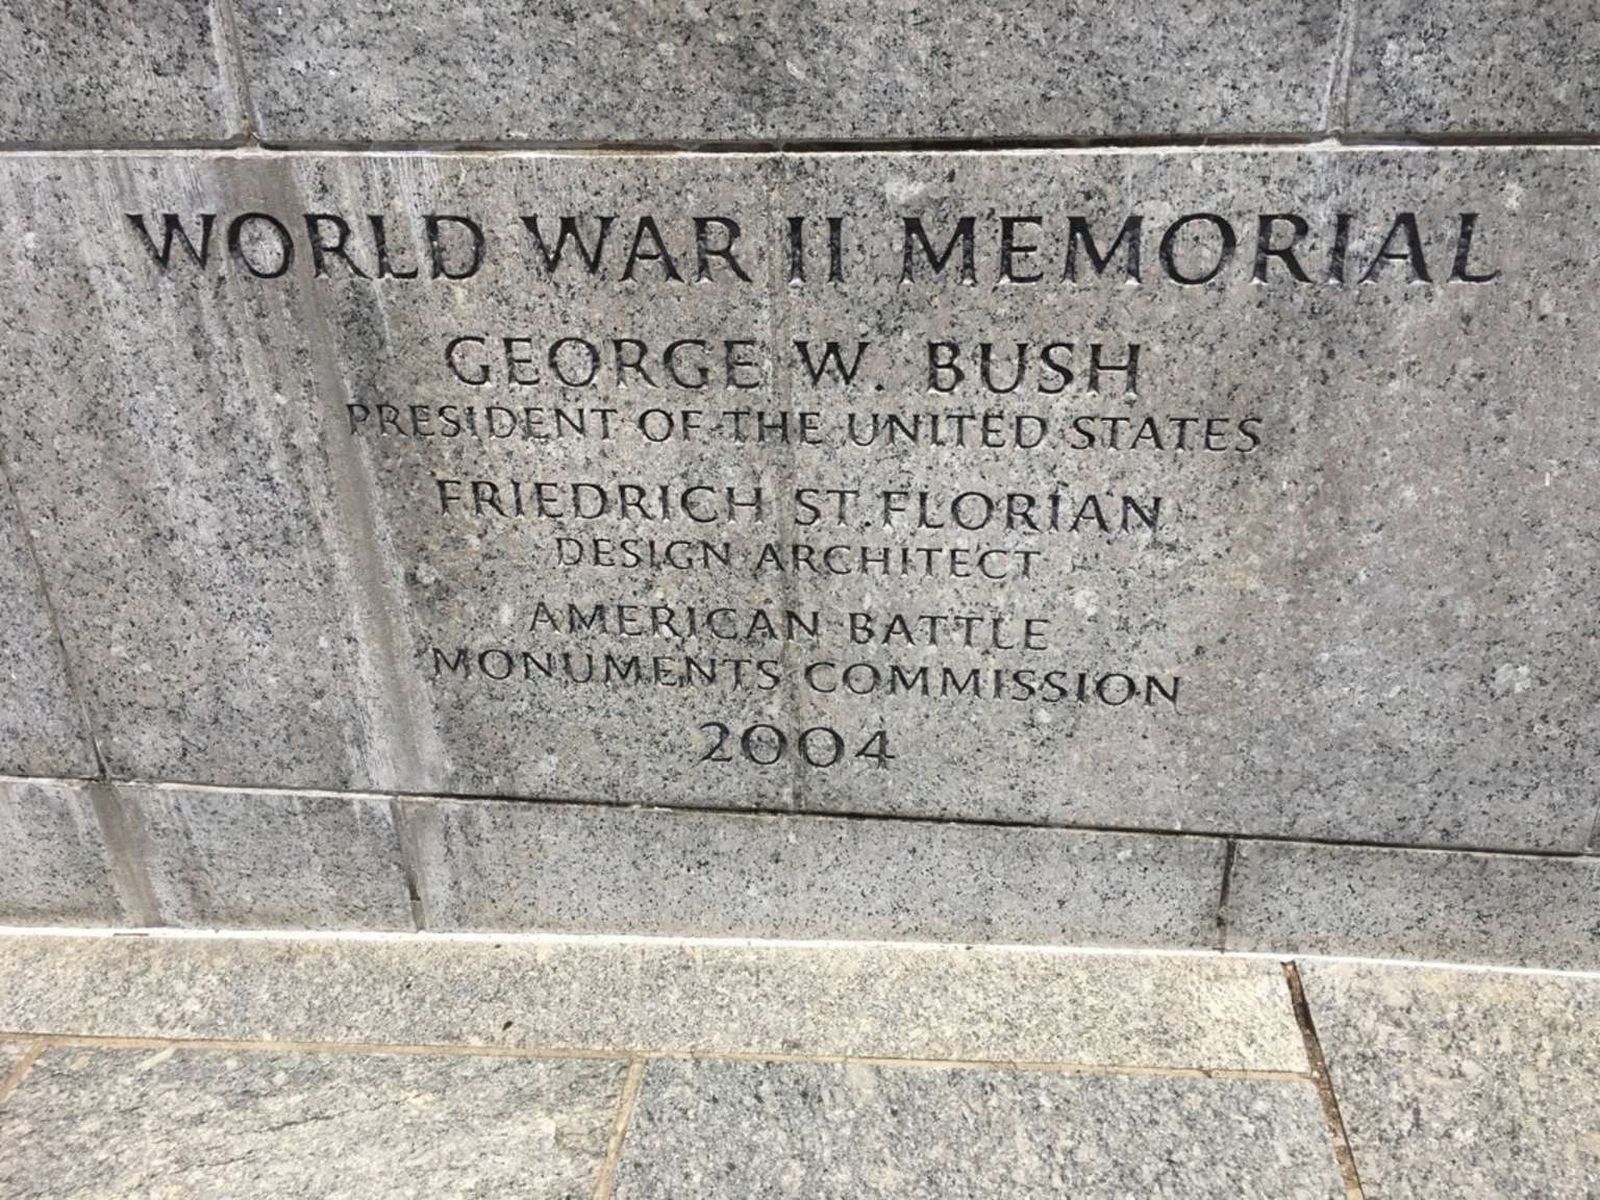 WORLD WAR II MEMORIAL
GEORGE W. BUSH
PRESIDENT OF THE UNITED STATES
FRIEDRICH ST. FLORIAN
DESIGN ARCHITECT
AMERICAN BATTLE
MONUMENTS COMMISSION
2004